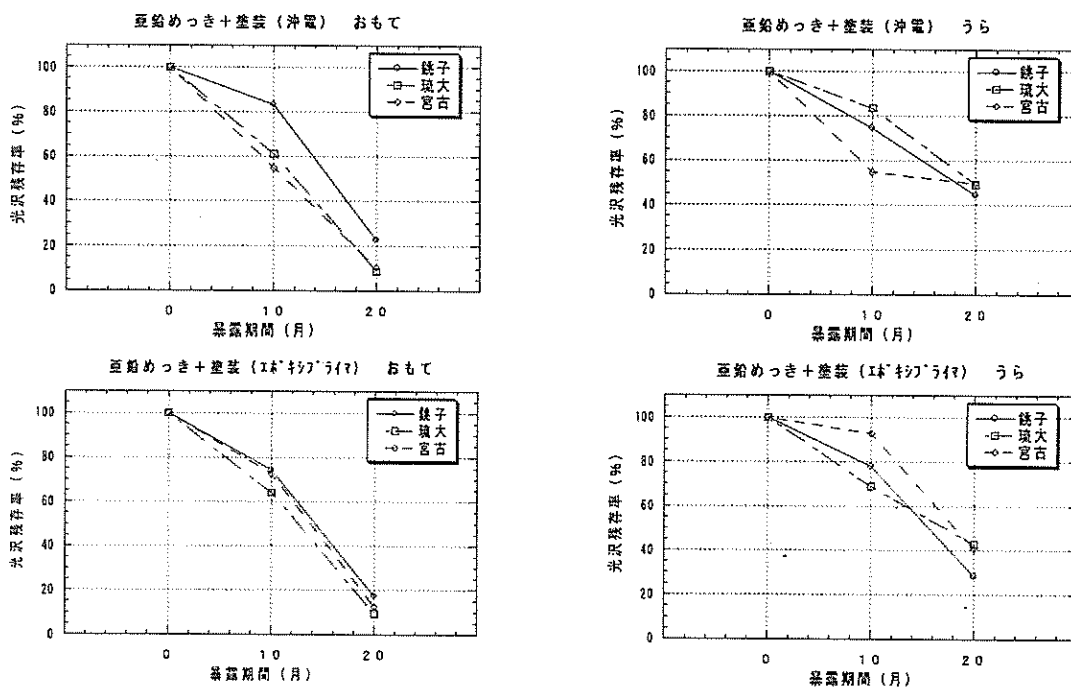 亜鉛めっき＋塗装(沖電) おもて
光沢残存率(%)
100
80
60
40
20
0
銚子
琉大
宮古
0 10 20
暴露期間(月)
亜鉛めっき＋塗装(沖電) うら
光沢残存率(%)
100
80
60
40
20
0
銚子
琉大
宮古
0 10 20
暴露期間(月)
亜鉛めっき＋塗装(ｴﾎﾟｷｼﾌﾟﾗｲﾏ) おもて
光沢残存率(%)
100
80
60
40
20
0
銚子
琉大
宮古
0 10 20
暴露期間(月)
亜鉛めっき＋塗装(ｴﾎﾟｷｼﾌﾟﾗｲﾏ) うら
光沢残存率(%)
100
80
60
40
20
0
銚子
琉大
宮古
0 10 20
暴露期間(月)